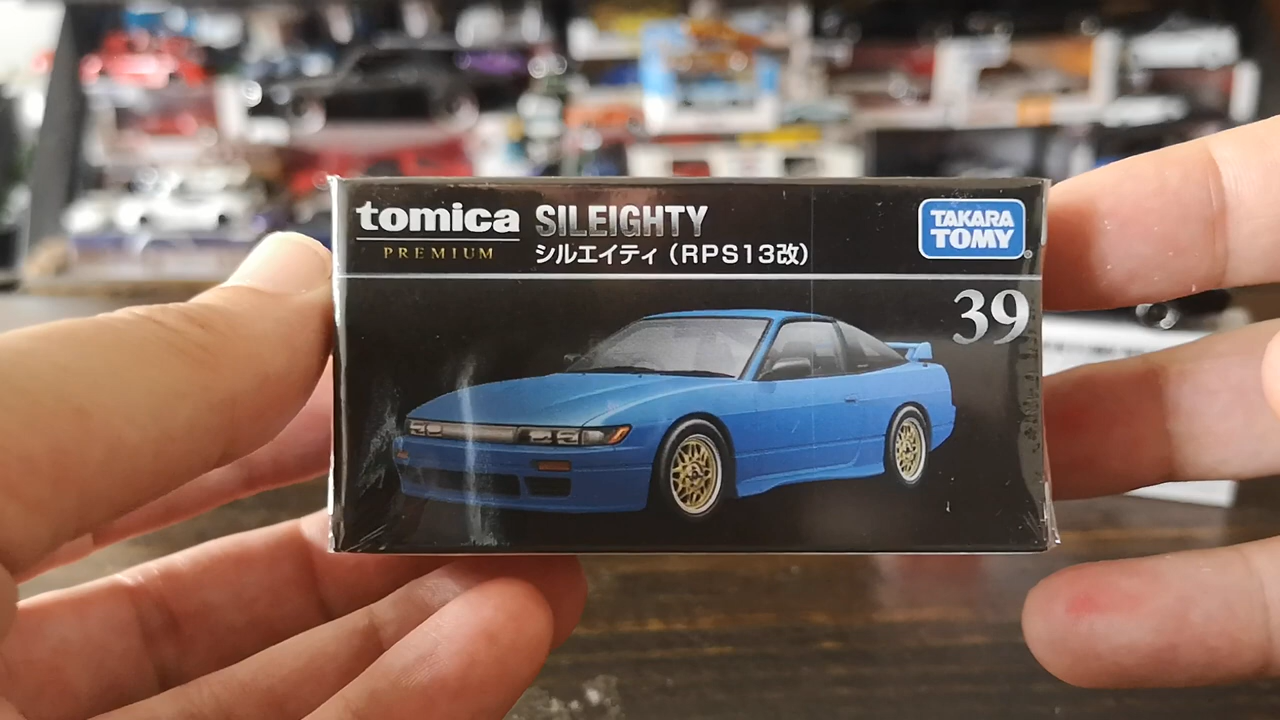 tomica SILEIGHTY
PREMIUM シルエイティ（RPS13改）
TAKARA
TOMY
39